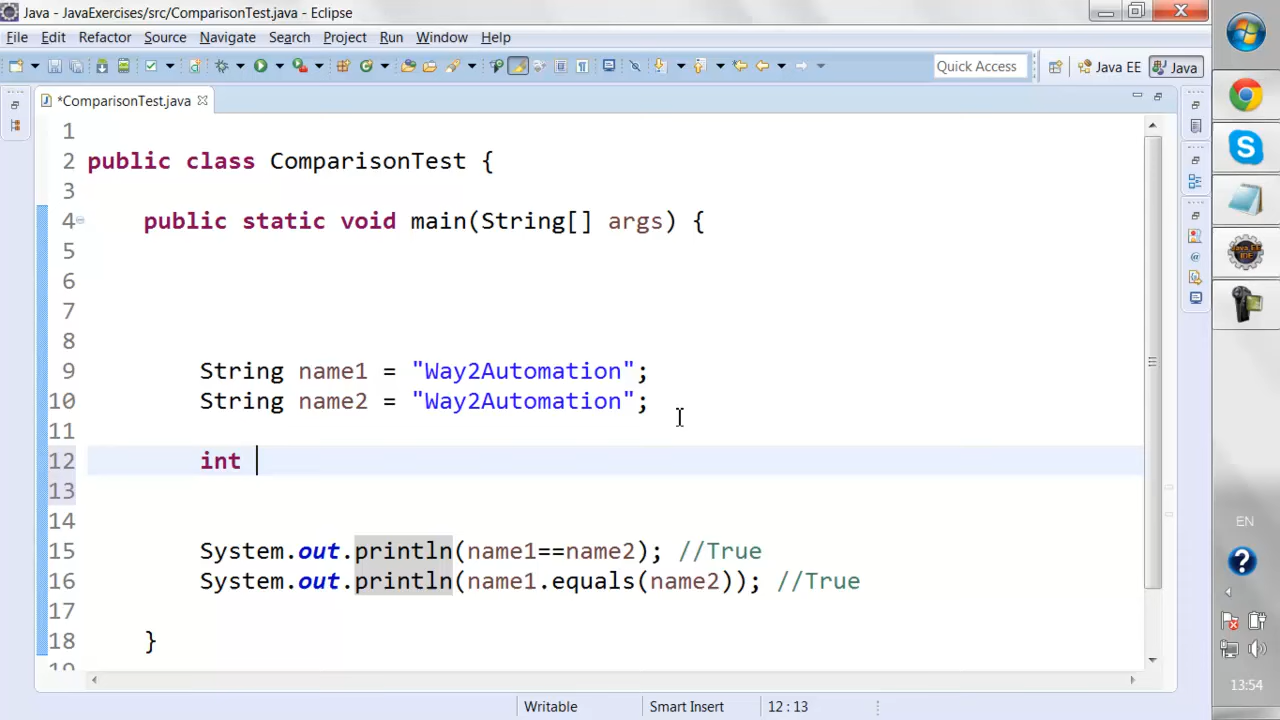 Java - JavaExercises/src/ComparisonTest.java - Eclipse
File Edit Refactor Source Navigate Search Project Run Window Help
Quick Access Java EE Java
*ComparisonTest.java
1
2 public class ComparisonTest {
3
4 public static void main(String[] args) {
5
6
7
8
9 String name1 = "Way2Automation";
10 String name2 = "Way2Automation";
11
12 int
13
14
15 System.out.println(name1==name2); //True
16 System.out.println(name1.equals(name2)); //True
17
18 }
19
Writable Smart Insert 12 : 13
EN
13:54